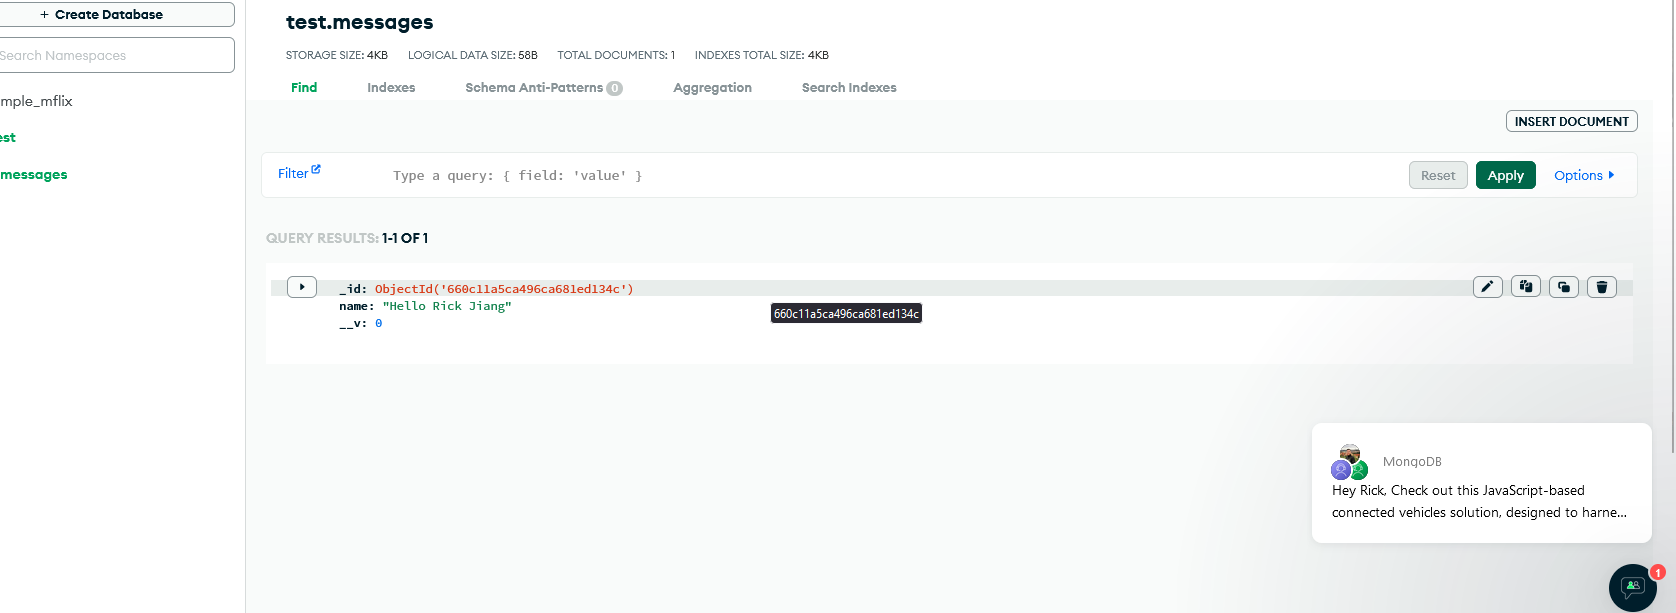 + Create Database
Search Namespaces
mple_mflix
est
messages
test.messages
STORAGE SIZE: 4KB LOGICAL DATA SIZE: 58B TOTAL DOCUMENTS: 1 INDEXES TOTAL SIZE: 4KB
Find Indexes Schema Anti-Patterns 0 Aggregation Search Indexes
INSERT DOCUMENT
Filter Type a query: { field: 'value' } Reset Apply Options
QUERY RESULTS: 1-1 OF 1
_id: ObjectId('660c11a5ca496ca681ed134c')
name: "Hello Rick Jiang"
660c11a5ca496ca681ed134c
__v: 0
MongoDB
Hey Rick, Check out this JavaScript-based
connected vehicles solution, designed to harne...
1